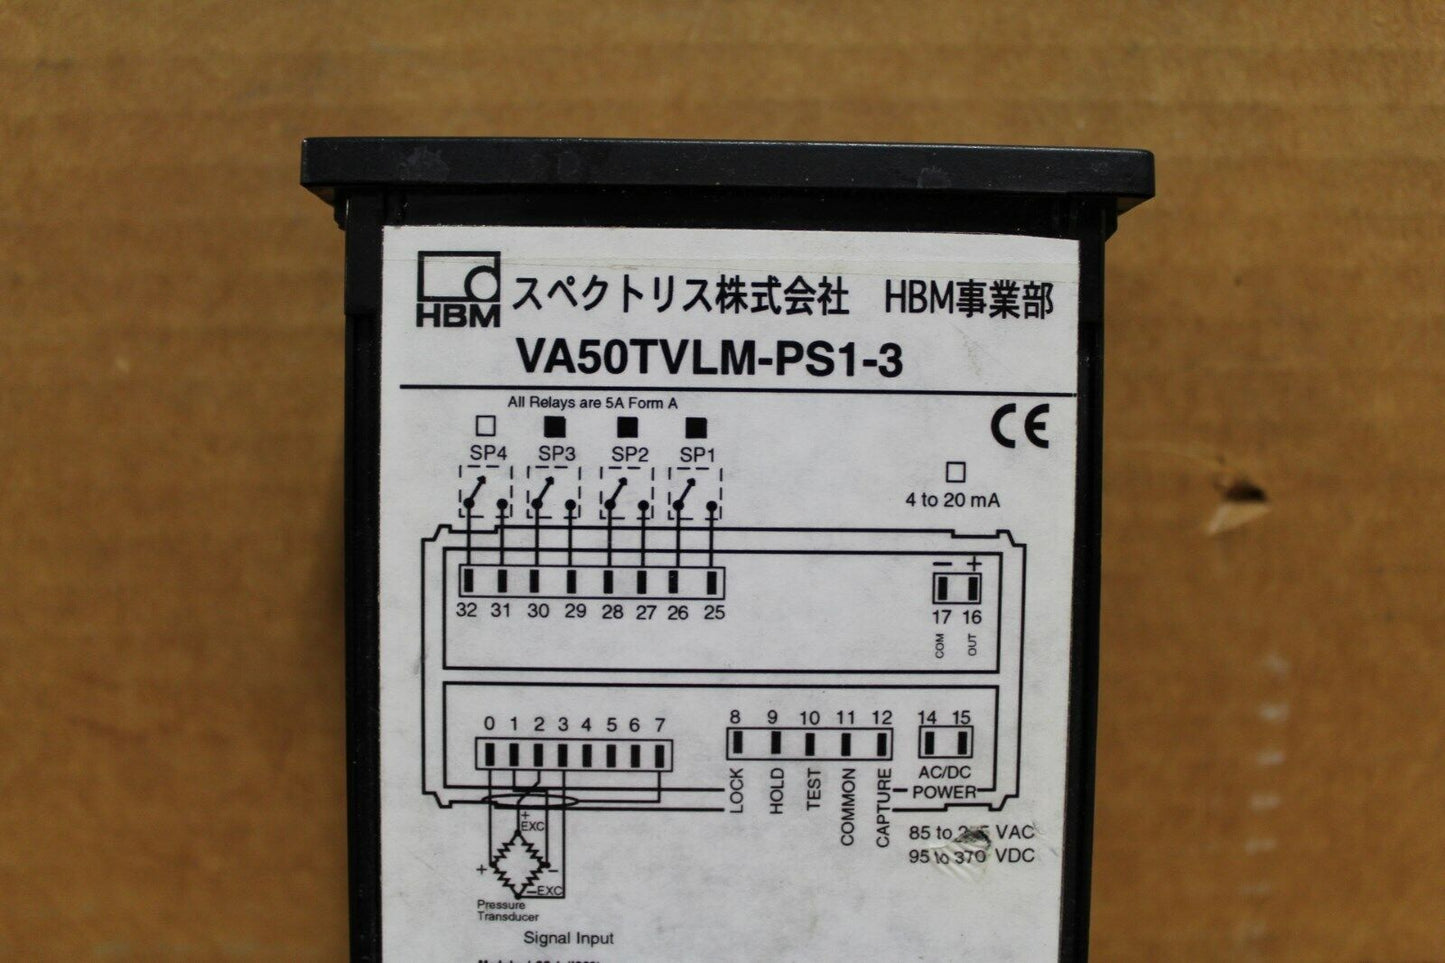 HBM スペクトリス株式会社 HBM事業部
VA50TVLM-PS1-3
All Relays are 5A Form A
CE
SP4 SP3 SP2 SP1
4 to 20 mA
− +
32 31 30 29 28 27 26 25
17 16
COM OUT
0 1 2 3 4 5 6 7
8 9 10 11 12
14 15
LOCK HOLD TEST COMMON CAPTURE
AC/DC
POWER
85 to VAC
95 to 370 VDC
+
EXC
+ −
−EXC
Pressure
Transducer
Signal Input